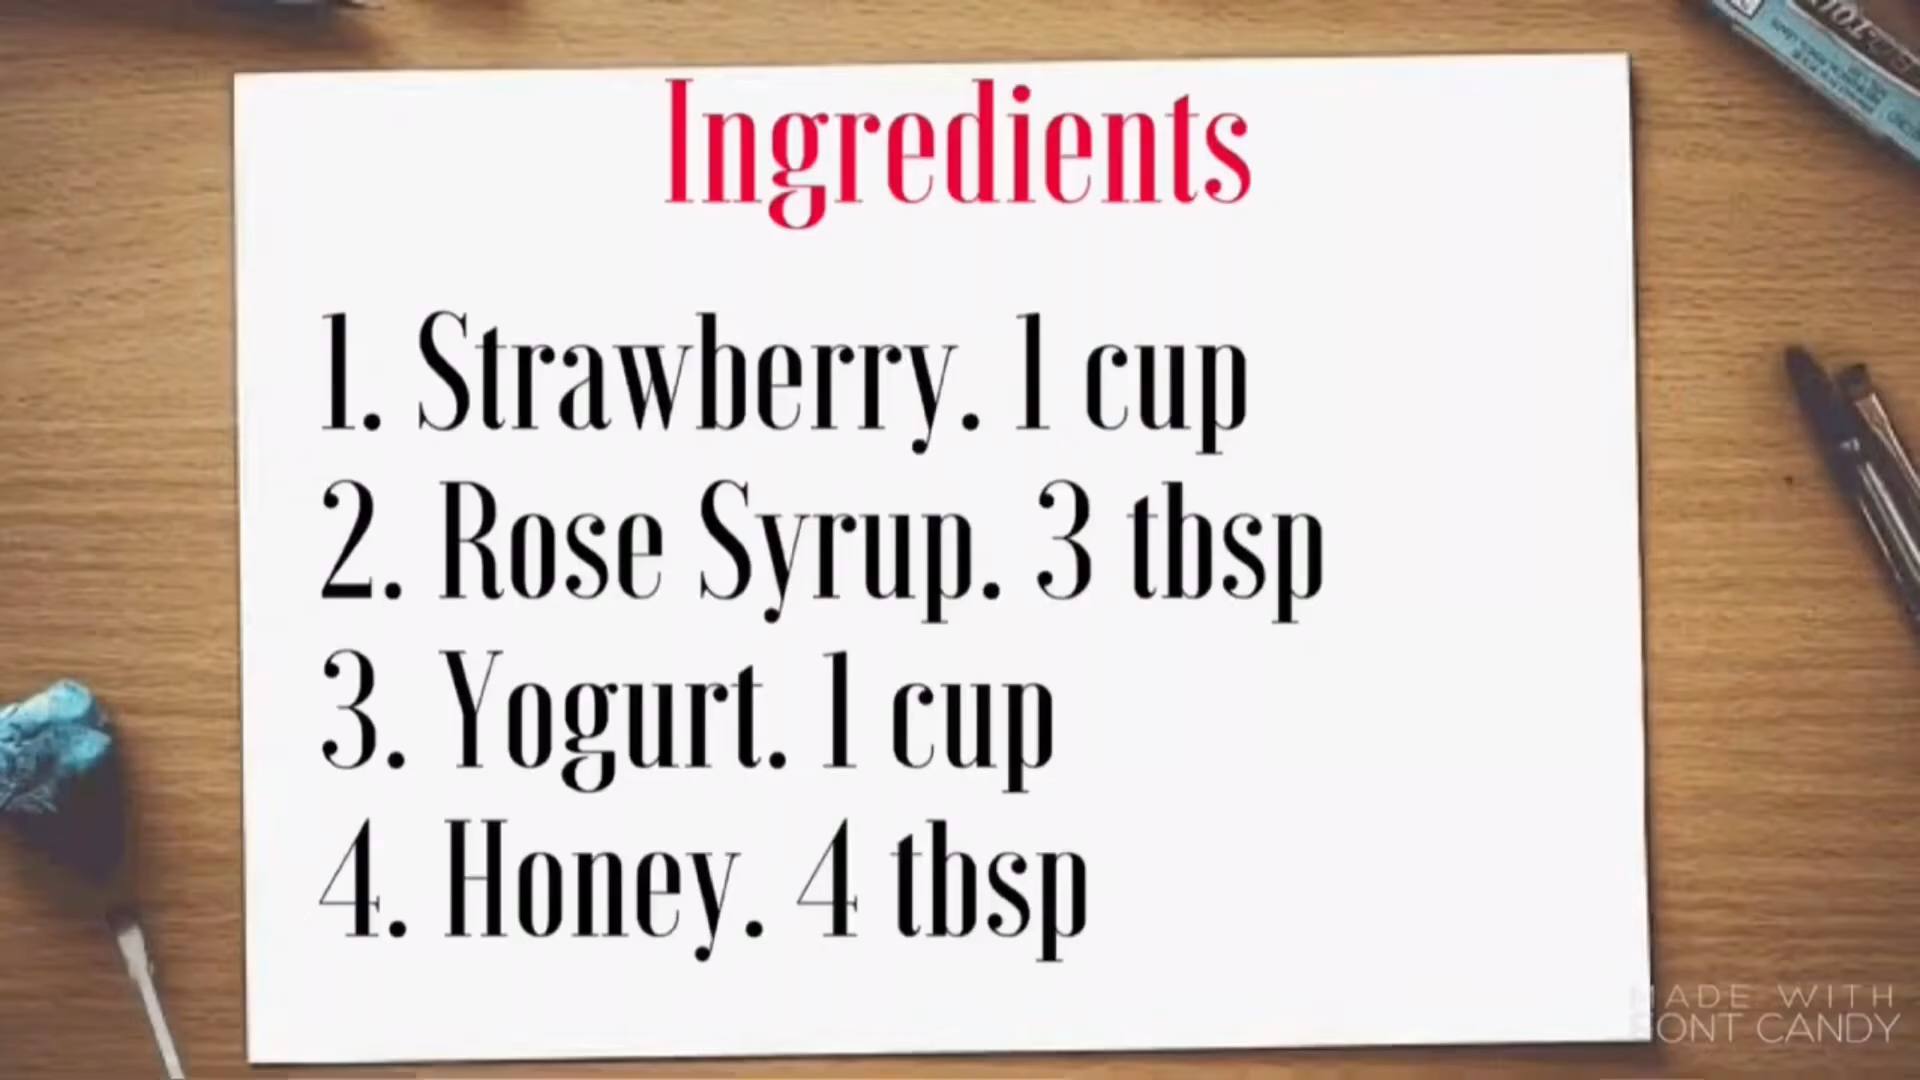 Ingredients
1. Strawberry. 1 cup
2. Rose Syrup. 3 tbsp
3. Yogurt. 1 cup
4. Honey. 4 tbsp
MADE WITH
FONT CANDY